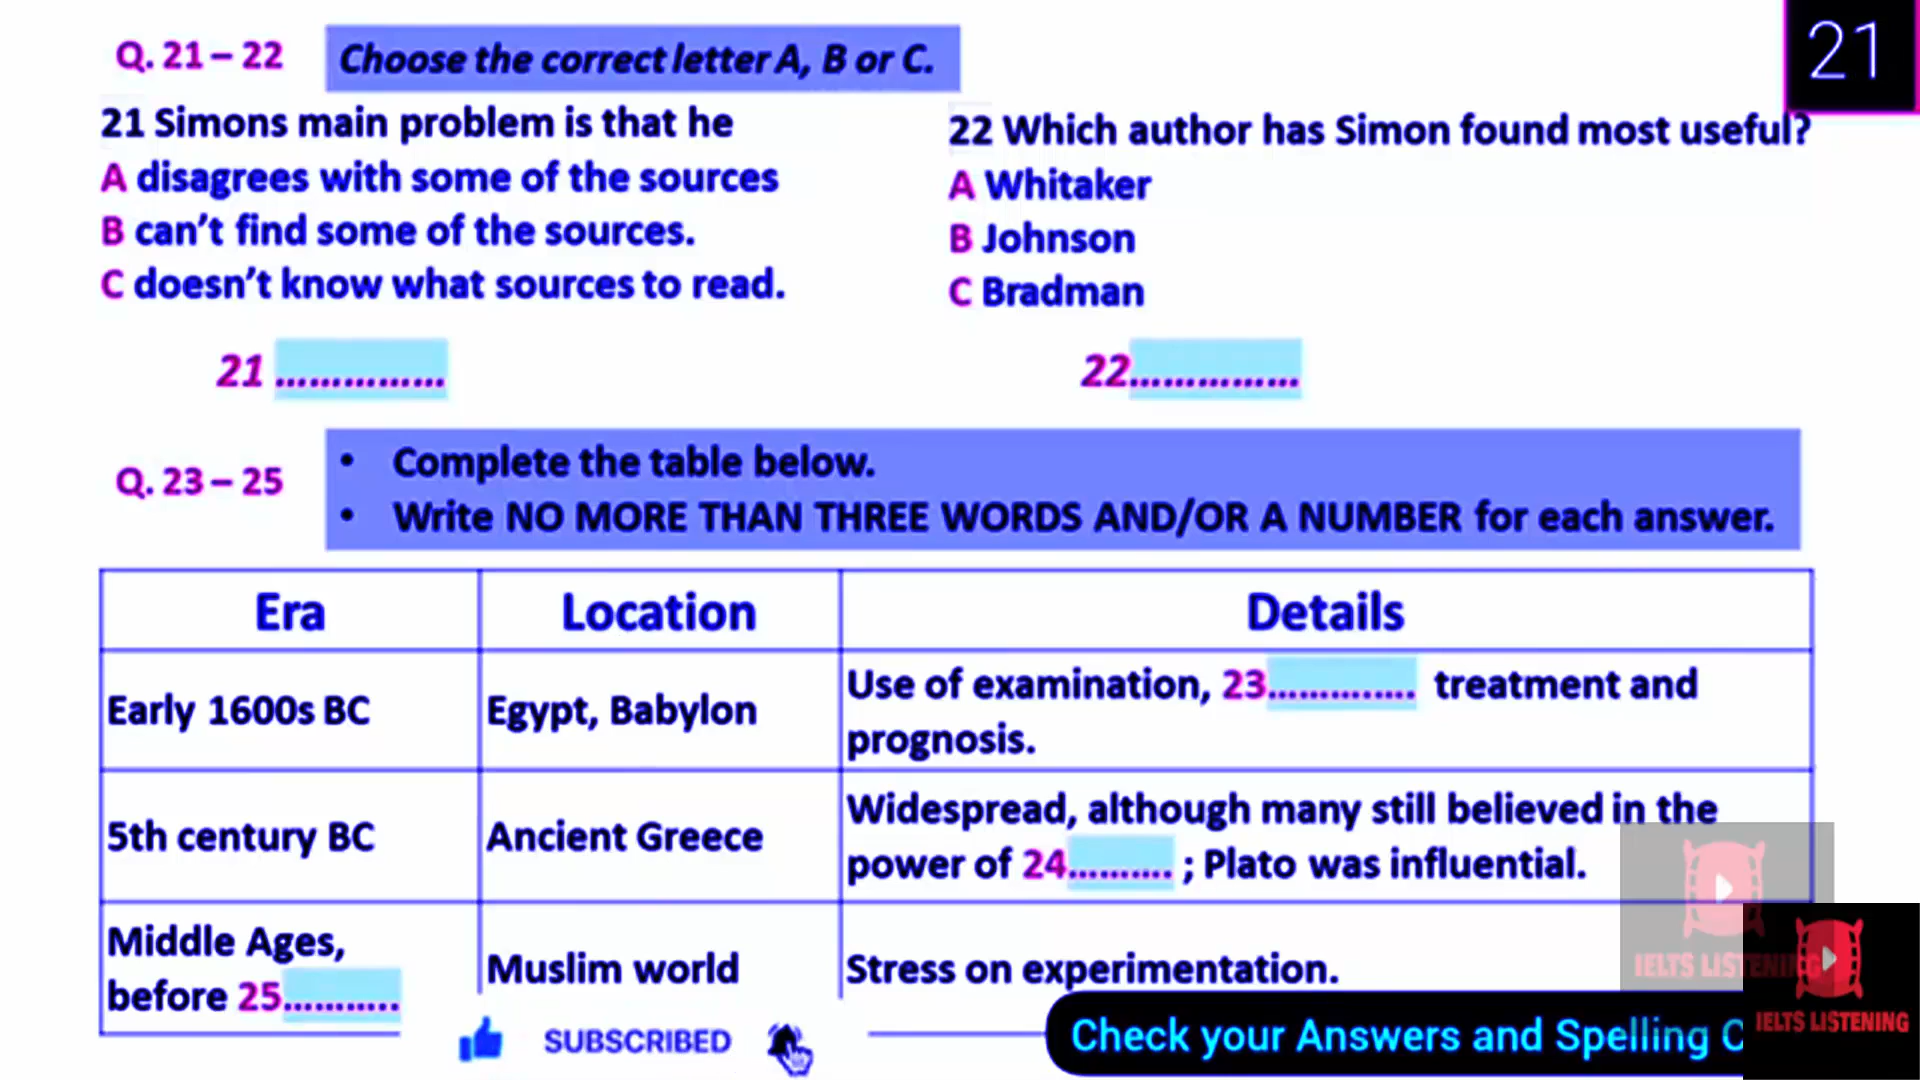 Q. 21 – 22
Choose the correct letter A, B or C.
21
21 Simons main problem is that he
A disagrees with some of the sources
B can't find some of the sources.
C doesn't know what sources to read.
21 ...............
22 Which author has Simon found most useful?
A Whitaker
B Johnson
C Bradman
22...............
Q. 23 – 25
• Complete the table below.
• Write NO MORE THAN THREE WORDS AND/OR A NUMBER for each answer.
Era Location Details
Early 1600s BC
Egypt, Babylon
Use of examination, 23.............. treatment and
prognosis.
5th century BC
Ancient Greece
Widespread, although many still believed in the
power of 24.......... ; Plato was influential.
Middle Ages,
before 25...........
Muslim world
Stress on experimentation.
IELTS LISTENING
SUBSCRIBED
Check your Answers and Spelling C
IELTS LISTENING